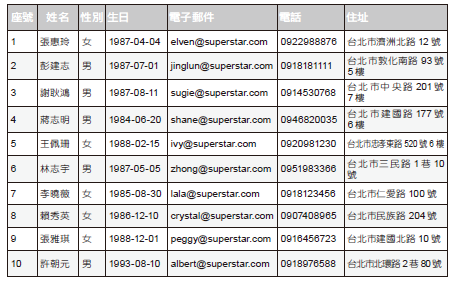 座號 姓名 性別 生日 電子郵件 電話 住址
1 張惠玲 女 1987-04-04 elven@superstar.com 0922988876 台北市濟洲北路 12 號
2 彭建志 男 1987-07-01 jinglun@superstar.com 0918181111 台北市敦化南路 93 號
5 樓
3 謝耿鴻 男 1987-08-11 sugie@superstar.com 0914530768 台北市中央路 201 號
7 樓
4 蔣志明 男 1984-06-20 shane@superstar.com 0946820035 台北市建國路 177 號
6 樓
5 王佩珊 女 1988-02-15 ivy@superstar.com 0920981230 台北市忠孝東路 520 號 6 樓
6 林志宇 男 1987-05-05 zhong@superstar.com 0951983366 台北市三民路 1 巷 10
號
7 李曉薇 女 1985-08-30 lala@superstar.com 0918123456 台北市仁愛路 100 號
8 賴秀英 女 1986-12-10 crystal@superstar.com 0907408965 台北市民族路 204 號
9 張雅琪 女 1988-12-01 peggy@superstar.com 0916456723 台北市建國北路 10 號
10 許朝元 男 1993-08-10 albert@superstar.com 0918976588 台北市北環路 2 巷 80 號